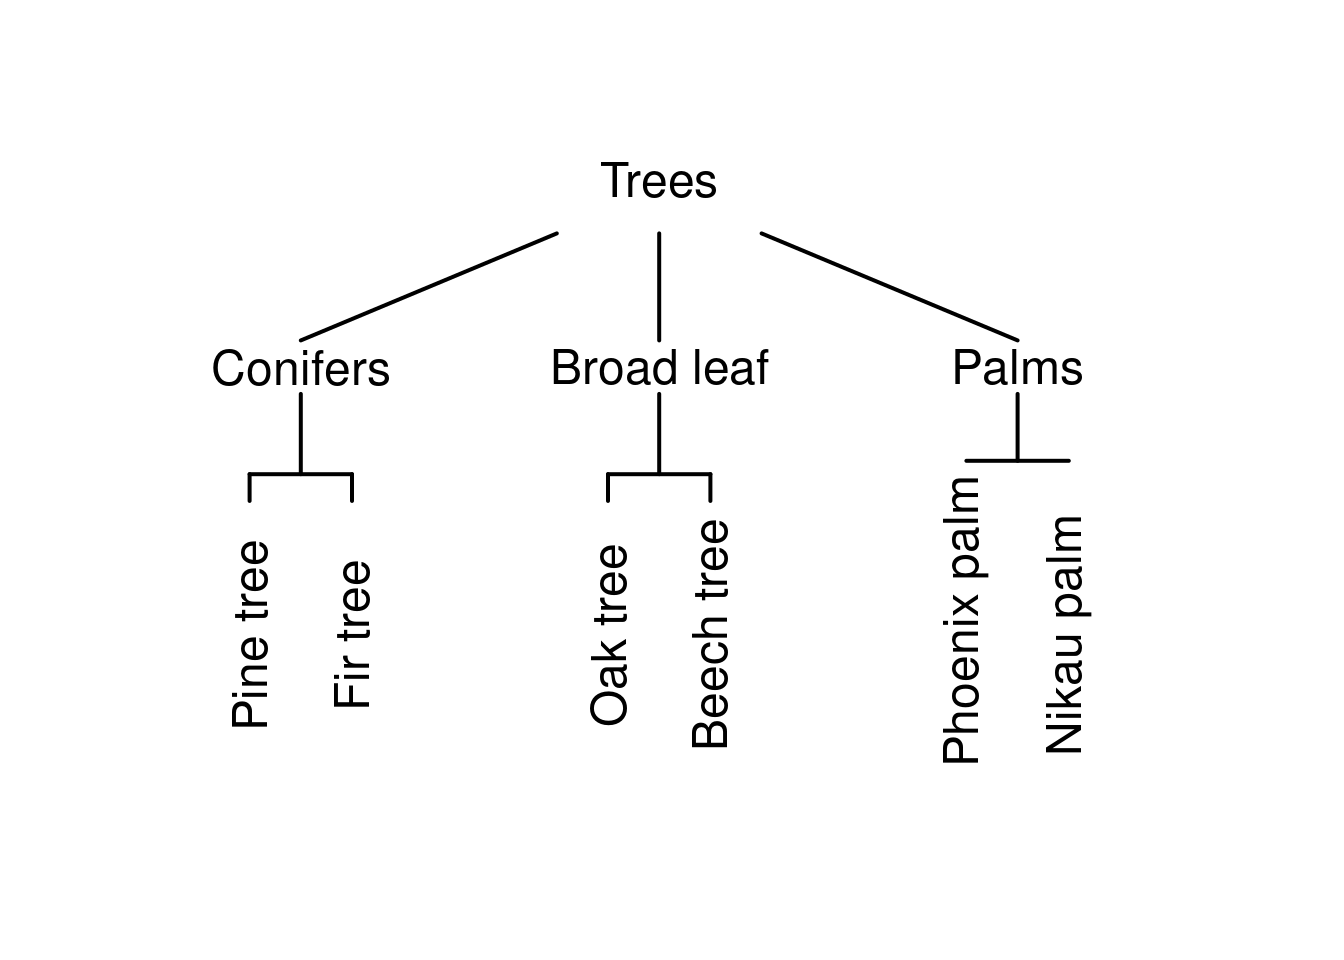 Trees
Conifers
Broad leaf
Palms
Pine tree
Fir tree
Oak tree
Beech tree
Phoenix palm
Nikau palm